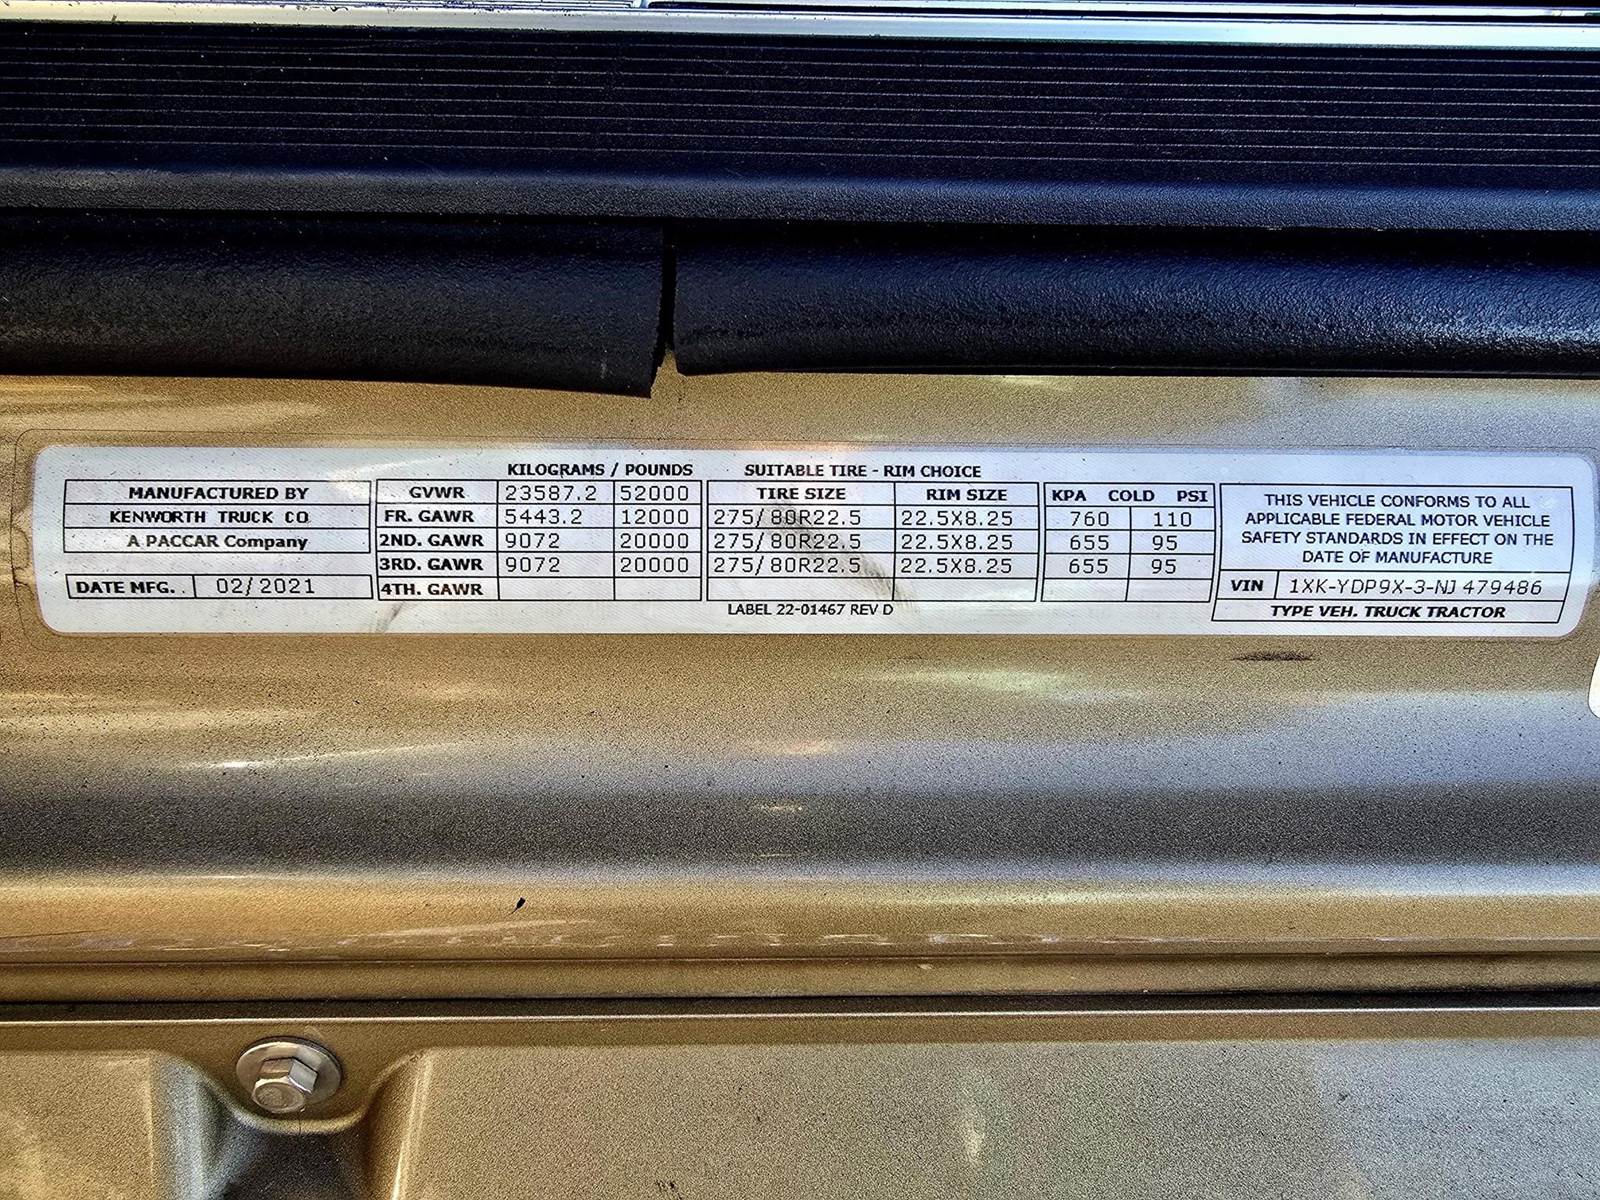 KILOGRAMS / POUNDS SUITABLE TIRE - RIM CHOICE
MANUFACTURED BY
KENWORTH TRUCK CO
A PACCAR Company
DATE MFG. . 02/2021
GVWR 23587.2 52000
FR. GAWR 5443.2 12000
2ND. GAWR 9072 20000
3RD. GAWR 9072 20000
4TH. GAWR
TIRE SIZE RIM SIZE
275/80R22.5 22.5X8.25
275/80R22.5 22.5X8.25
275/80R22.5 22.5X8.25
KPA COLD PSI
760 110
655 95
655 95
LABEL 22-01467 REV D
THIS VEHICLE CONFORMS TO ALL
APPLICABLE FEDERAL MOTOR VEHICLE
SAFETY STANDARDS IN EFFECT ON THE
DATE OF MANUFACTURE
VIN 1XK-YDP9X-3-NJ 479486
TYPE VEH. TRUCK TRACTOR